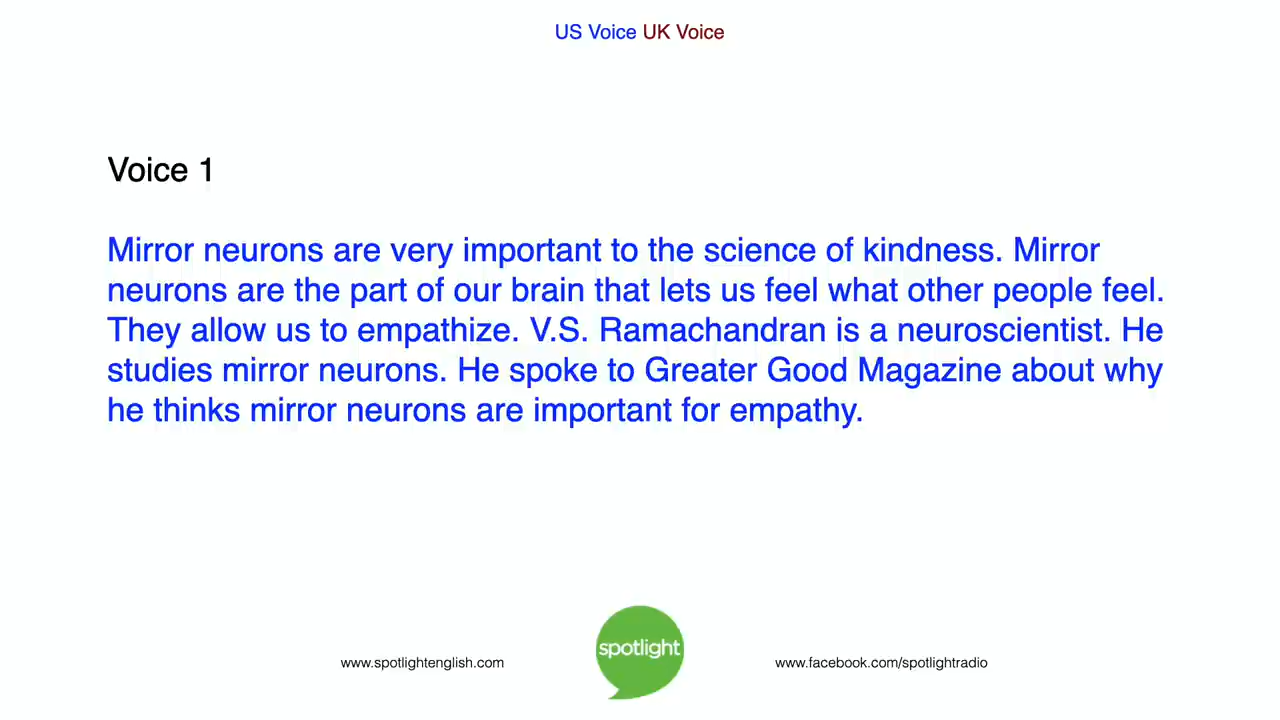 US Voice UK Voice
Voice 1
Mirror neurons are very important to the science of kindness. Mirror
neurons are the part of our brain that lets us feel what other people feel.
They allow us to empathize. V.S. Ramachandran is a neuroscientist. He
studies mirror neurons. He spoke to Greater Good Magazine about why
he thinks mirror neurons are important for empathy.
www.spotlightenglish.com
spotlight
www.facebook.com/spotlightradio